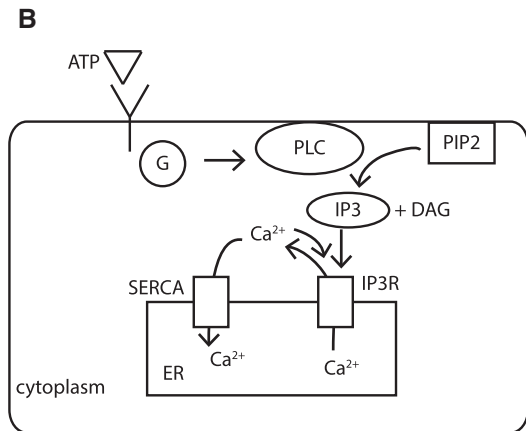 B
ATP
G
PLC
PIP2
IP3 + DAG
Ca²⁺
SERCA
IP3R
Ca²⁺
Ca²⁺
ER
cytoplasm